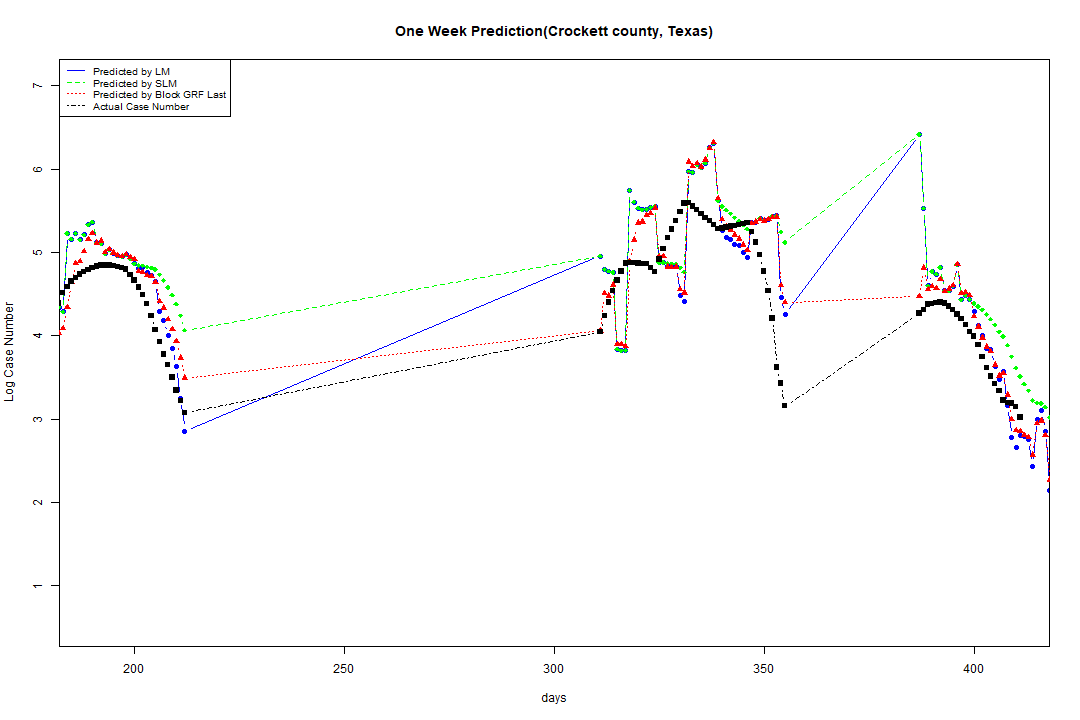 One Week Prediction(Crockett county, Texas)
Predicted by LM
Predicted by SLM
Predicted by Block GRF Last
Actual Case Number
Log Case Number
7
6
5
4
3
2
1
200
250
300
350
400
days